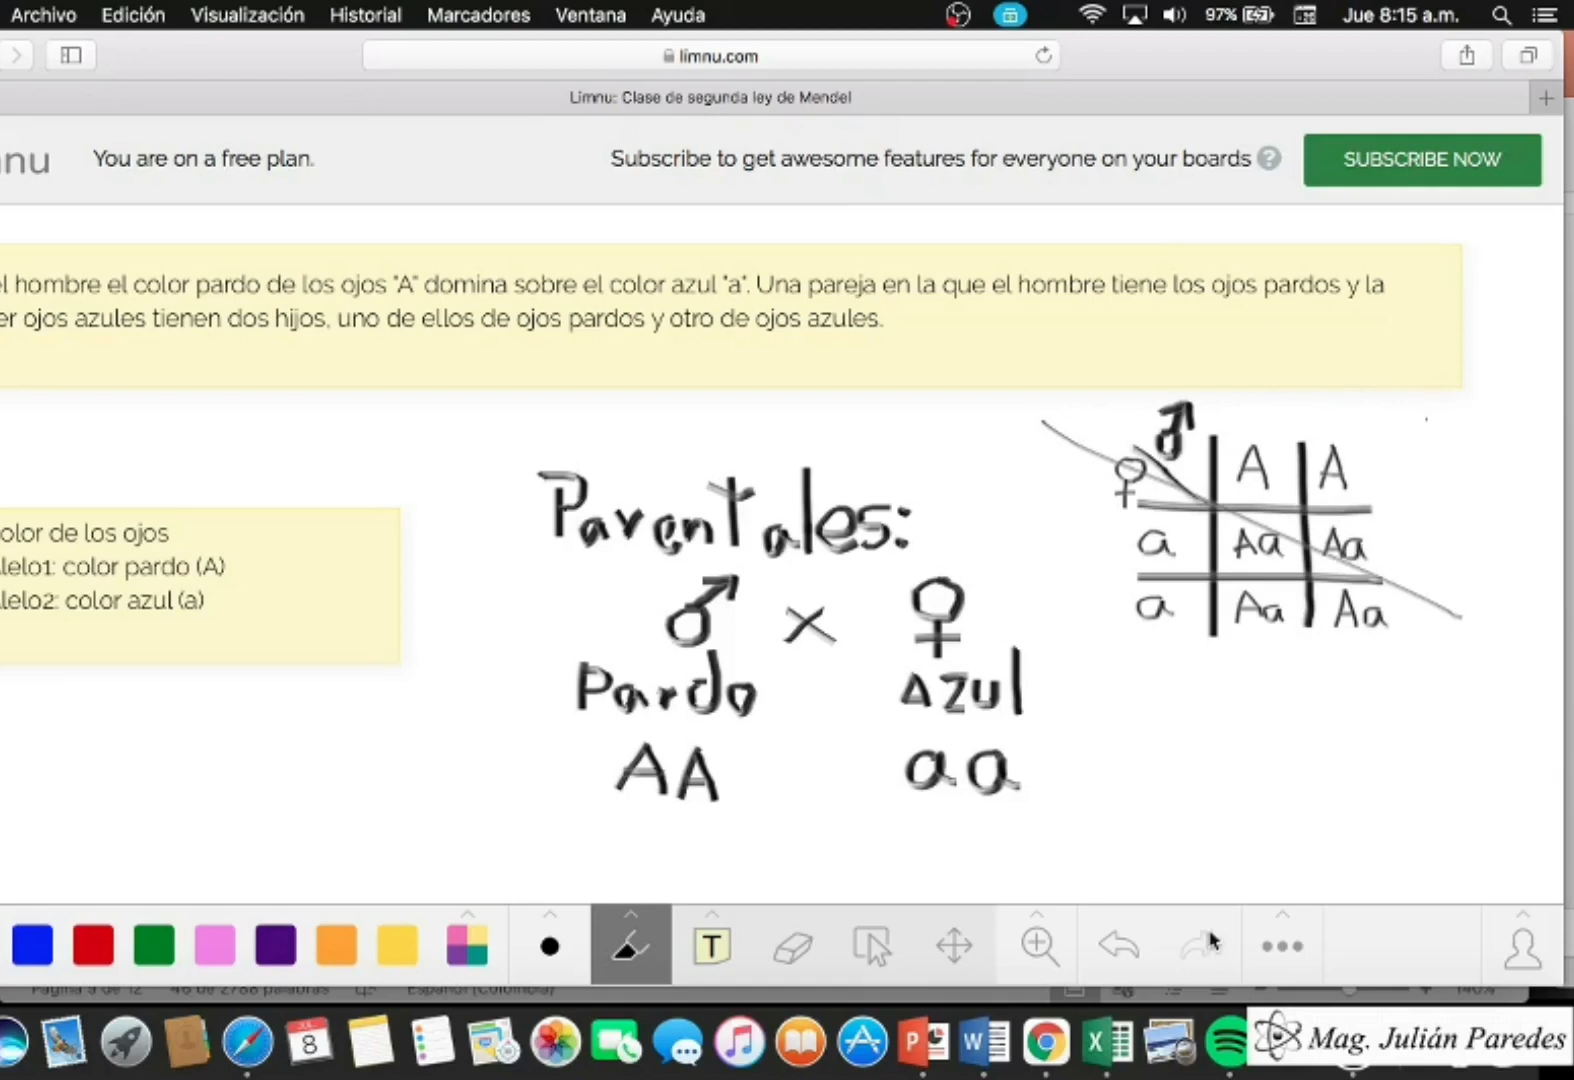 Archivo Edición Visualización Historial Marcadores Ventana Ayuda 97% Jue 8:15 a.m.
limnu.com
Limnu: Clase de segunda ley de Mendel
nu You are on a free plan. Subscribe to get awesome features for everyone on your boards ? SUBSCRIBE NOW
el hombre el color pardo de los ojos "A" domina sobre el color azul "a". Una pareja en la que el hombre tiene los ojos pardos y la
er ojos azules tienen dos hijos, uno de ellos de ojos pardos y otro de ojos azules.
♂ A A
♀
a Aa Aa
a Aa Aa
olor de los ojos
lelo1: color pardo (A)
lelo2: color azul (a)
Parentales:
♂ x ♀
Pardo Azul
AA aa
T
JUL
8
Mag. Julián Paredes